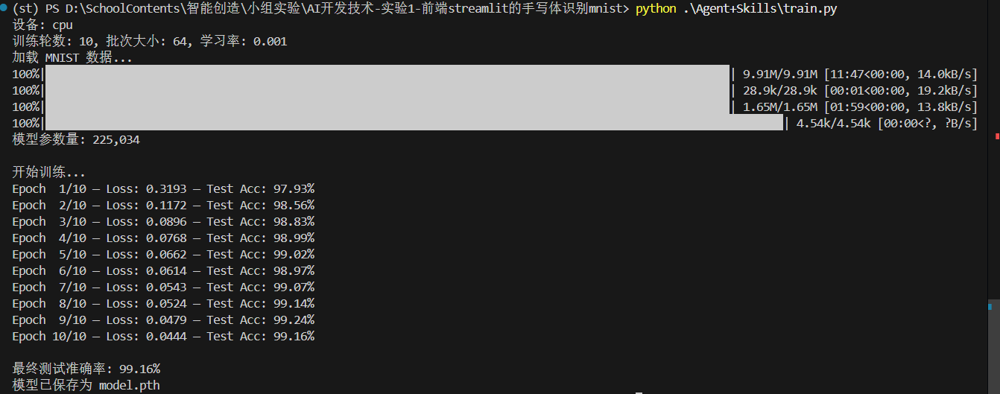 (st) PS D:\SchoolContents\智能创造\小组实验\AI开发技术-实验1-前端streamlit的手写体识别mnist> python .\Agent+Skills\train.py
设备: cpu
训练轮数: 10, 批次大小: 64, 学习率: 0.001
加载 MNIST 数据...
100%| | 9.91M/9.91M [11:47<00:00, 14.0kB/s]
100%| | 28.9k/28.9k [00:01<00:00, 19.2kB/s]
100%| | 1.65M/1.65M [01:59<00:00, 13.8kB/s]
100%| | 4.54k/4.54k [00:00<?, ?B/s]
模型参数量: 225,034
开始训练...
Epoch  1/10 — Loss: 0.3193 — Test Acc: 97.93%
Epoch  2/10 — Loss: 0.1172 — Test Acc: 98.56%
Epoch  3/10 — Loss: 0.0896 — Test Acc: 98.83%
Epoch  4/10 — Loss: 0.0768 — Test Acc: 98.99%
Epoch  5/10 — Loss: 0.0662 — Test Acc: 99.02%
Epoch  6/10 — Loss: 0.0614 — Test Acc: 98.97%
Epoch  7/10 — Loss: 0.0543 — Test Acc: 99.07%
Epoch  8/10 — Loss: 0.0524 — Test Acc: 99.14%
Epoch  9/10 — Loss: 0.0479 — Test Acc: 99.24%
Epoch 10/10 — Loss: 0.0444 — Test Acc: 99.16%
最终测试准确率: 99.16%
模型已保存为 model.pth